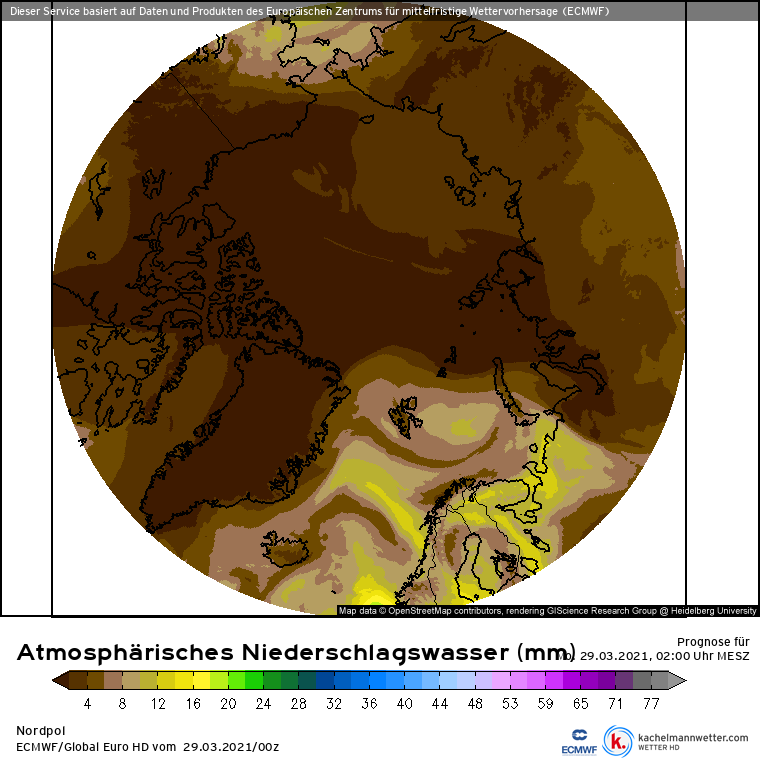 Dieser Service basiert auf Daten und Produkten des Europäischen Zentrums für mittelfristige Wettervorhersage (ECMWF)
Map data © OpenStreetMap contributors, rendering GIScience Research Group @ Heidelberg University
Atmosphärisches Niederschlagswasser (mm)
Prognose für
29.03.2021, 02:00 Uhr MESZ
4 8 12 16 20 24 28 32 36 40 44 48 53 59 65 71 77
Nordpol
ECMWF/Global Euro HD vom 29.03.2021/00z
ECMWF
k.
kachelmannwetter.com
WETTER HD